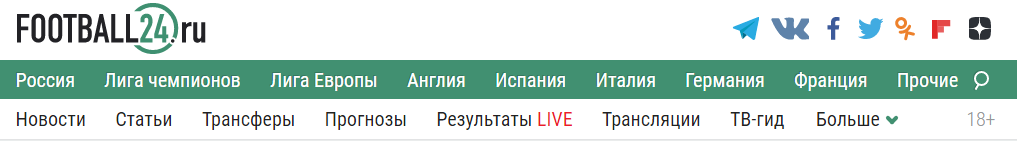 FOOTBALL24.ru
Россия Лига чемпионов Лига Европы Англия Испания Италия Германия Франция Прочие
Новости Статьи Трансферы Прогнозы Результаты LIVE Трансляции ТВ-гид Больше 18+